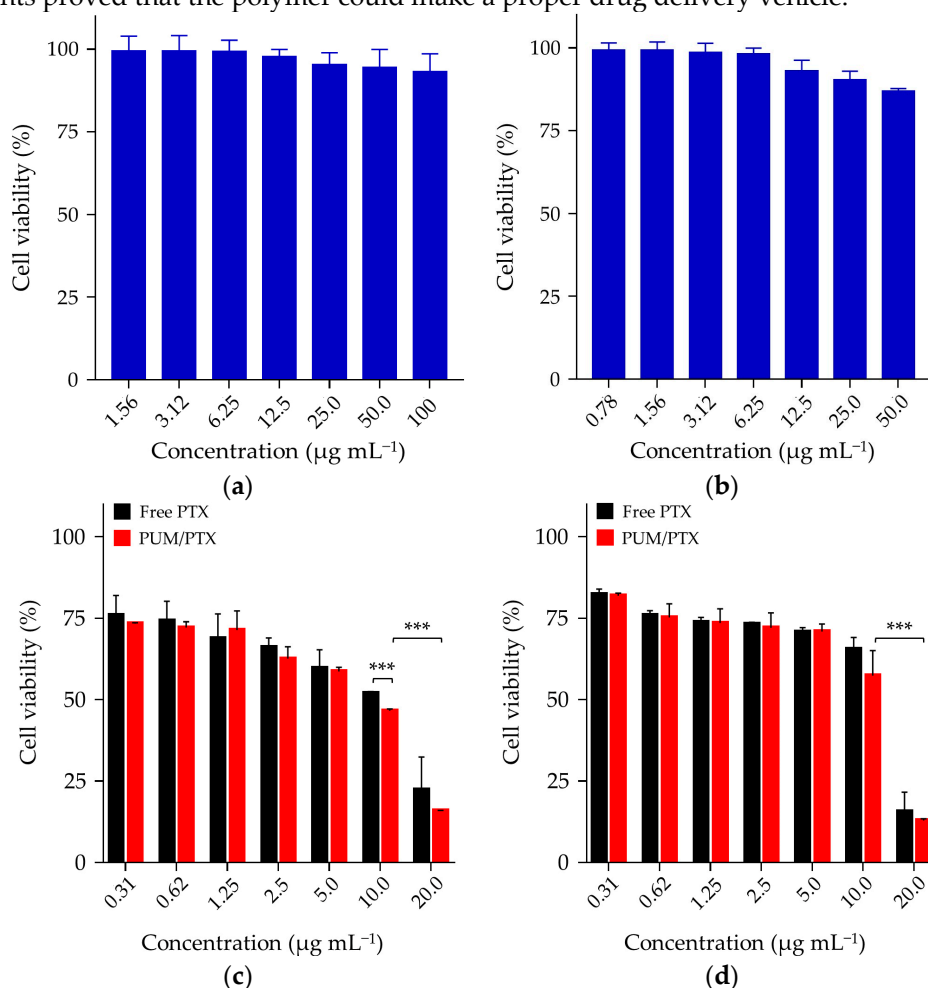 nts proved that the polymer could make a proper drug delivery vehicle.
100
75
50
25
0
Cell viability (%)
1.56 3.12 6.25 12.5 25.0 50.0 100
Concentration (µg mL⁻¹)
(a)
100
75
50
25
0
Cell viability (%)
0.78 1.56 3.12 6.25 12.5 25.0 50.0
Concentration (µg mL⁻¹)
(b)
Free PTX
PUM/PTX
100
75
50
25
0
Cell viability (%)
***
***
0.31 0.62 1.25 2.5 5.0 10.0 20.0
Concentration (µg mL⁻¹)
(c)
Free PTX
PUM/PTX
100
75
50
25
0
Cell viability (%)
***
0.31 0.62 1.25 2.5 5.0 10.0 20.0
Concentration (µg mL⁻¹)
(d)